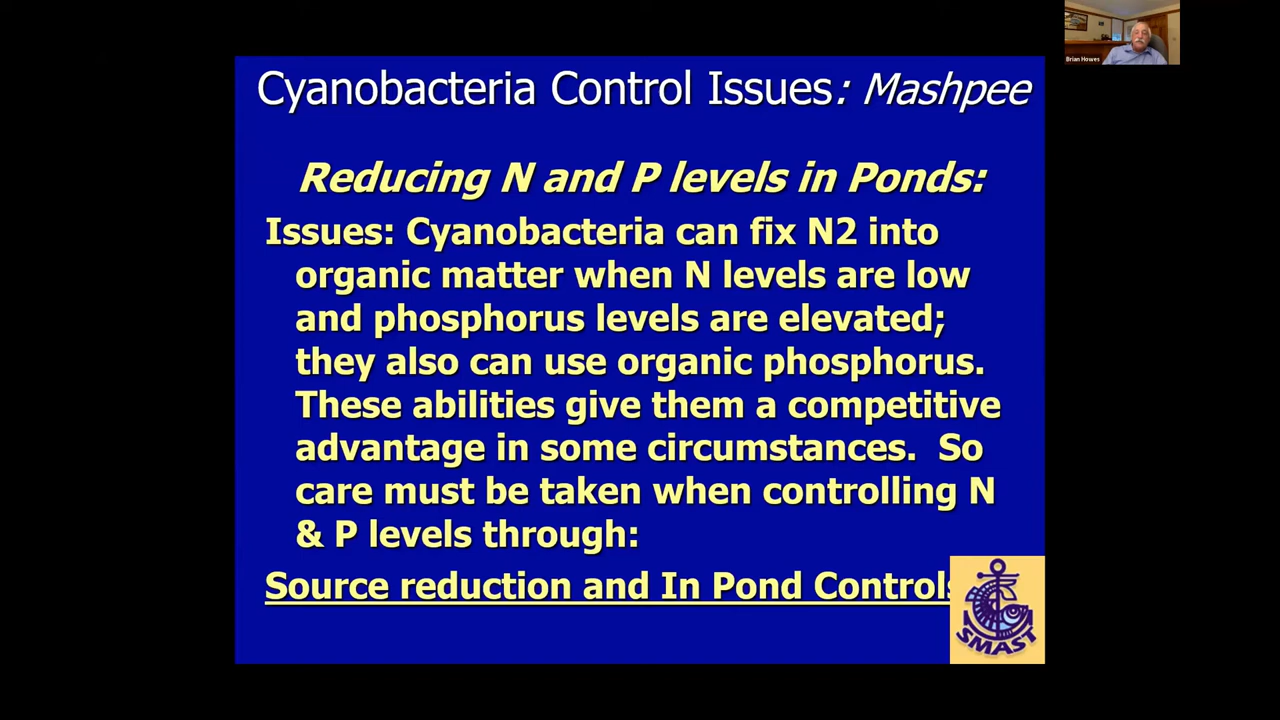 Brian Howes
Cyanobacteria Control Issues: Mashpee
Reducing N and P levels in Ponds:
Issues: Cyanobacteria can fix N2 into
organic matter when N levels are low
and phosphorus levels are elevated;
they also can use organic phosphorus.
These abilities give them a competitive
advantage in some circumstances. So
care must be taken when controlling N
& P levels through:
Source reduction and In Pond Controls
SMAST